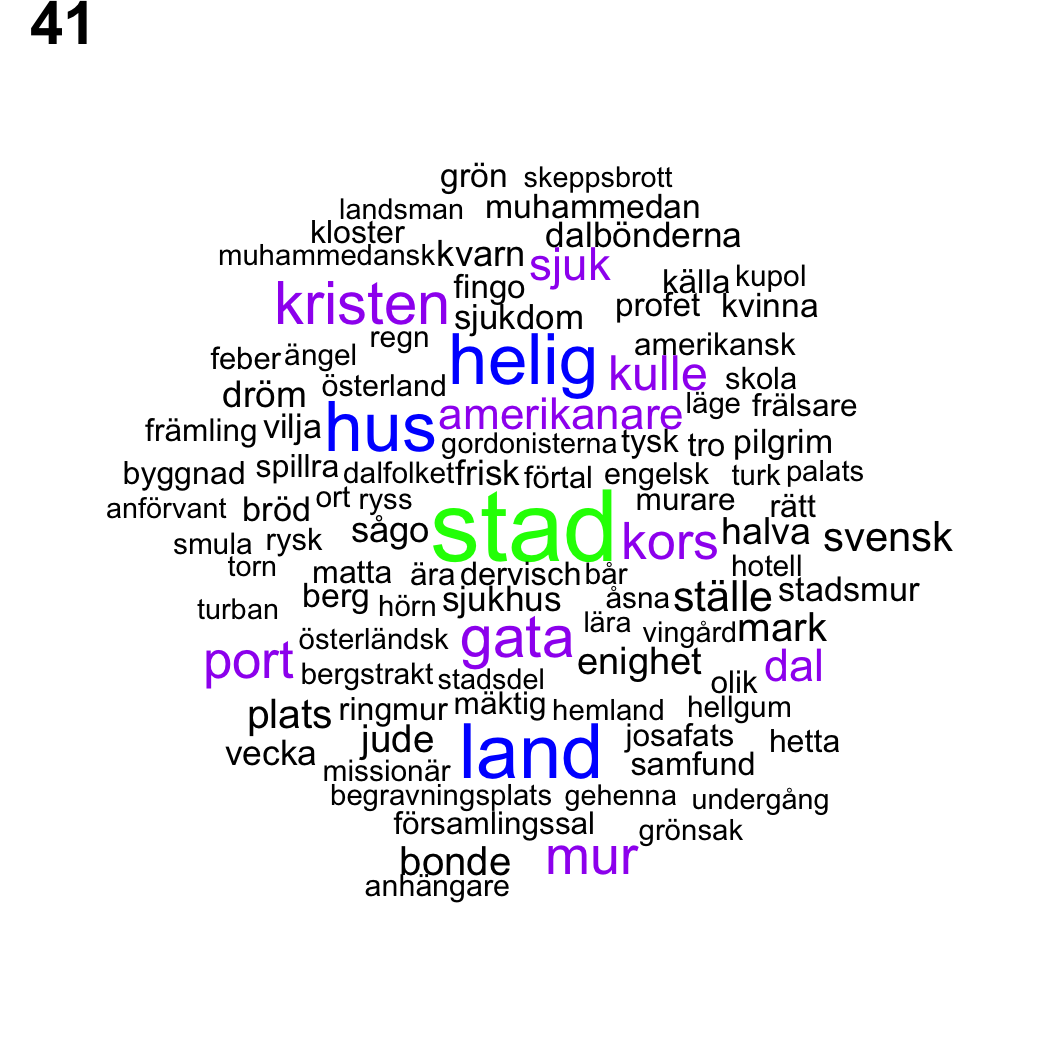 41
grön skeppsbrott
landsman muhammedan
kloster dalbönderna
muhammedansk kvarn sjuk
källa kupol
kristen fingo profet kvinna
sjukdom
regn amerikansk
feber ängel helig kulle skola
dröm österland läge frälsare
främling vilja hus amerikanare
gordonisterna tysk tro pilgrim
byggnad spillra dalfolket frisk förtal engelsk turk palats
anförvant bröd ort ryss murare rätt
smula rysk sågo stad kors halva svensk
torn matta ära dervisch bår hotell
turban berg hörn sjukhus åsna ställe stadsmur
österländsk gata lära vingård mark
port bergstrakt stadsdel enighet olik dal
plats ringmur mäktig hemland hellgum
vecka jude land josafats hetta
missionär samfund
begravningsplats gehenna undergång
församlingssal grönsak
bonde mur
anhängare